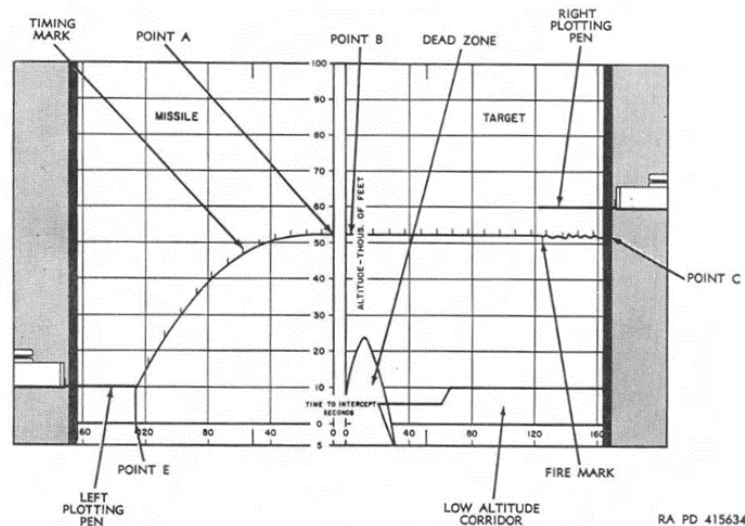 TIMING
MARK
POINT A
POINT B
DEAD ZONE
RIGHT
PLOTTING
PEN
MISSILE
TARGET
100
90
80
70
60
50
40
30
20
10
0
5
ALTITUDE-THOUS. OF FEET
TIME TO INTERCEPT
SECONDS
POINT C
60 120 80 40 0 0 40 80 120 160
POINT E
LEFT
PLOTTING
PEN
FIRE MARK
LOW ALTITUDE
CORRIDOR
RA PD 415634